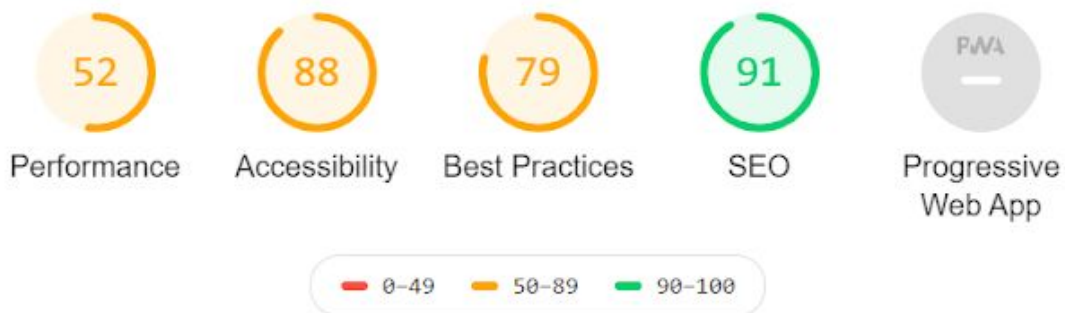 52
88
79
91
PWA
Performance
Accessibility
Best Practices
SEO
Progressive
Web App
0-49
50-89
90-100